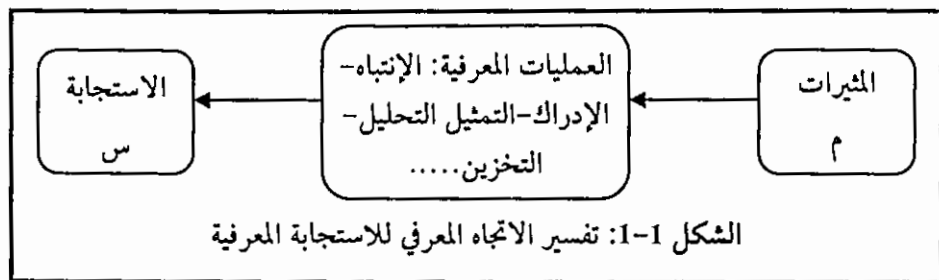 المثيرات
م
العمليات المعرفية: الإنتباه-
الإدراك-التمثيل التحليل-
التخزين.....
الاستجابة
س
الشكل 1-1: تفسير الاتجاه المعرفي للاستجابة المعرفية